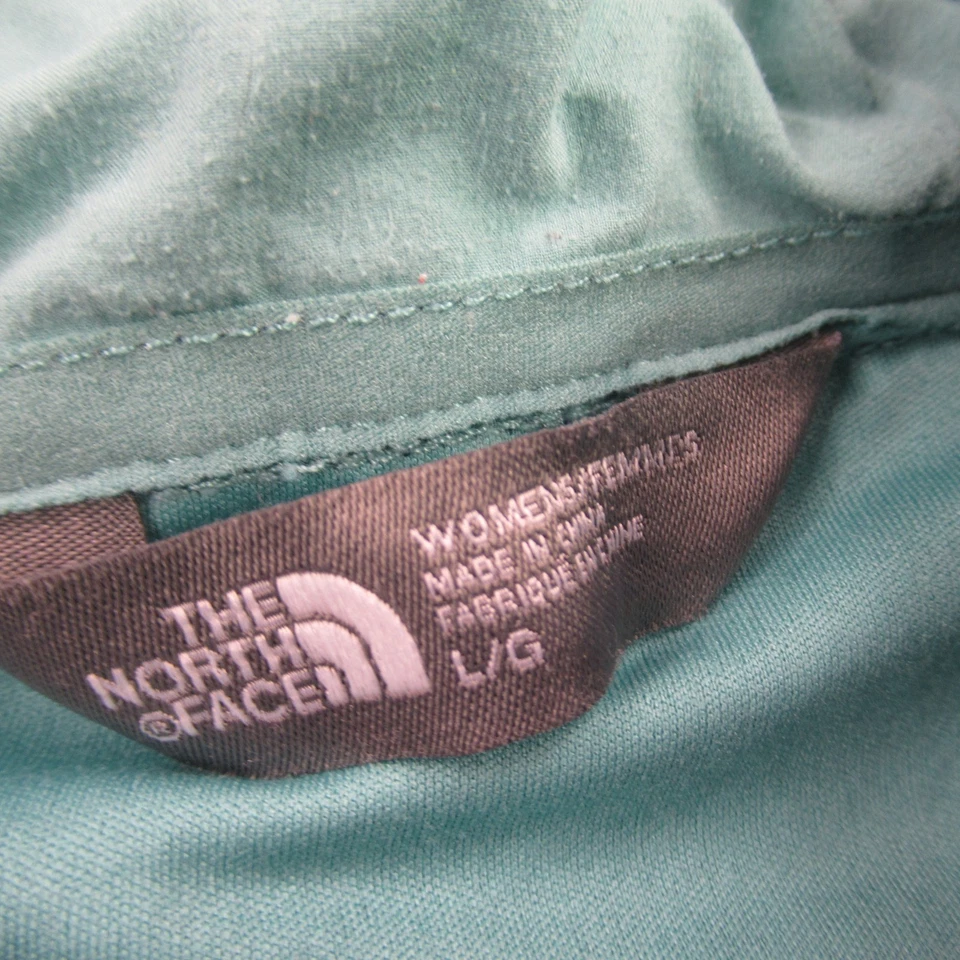 THE
NORTH
®FACE
WOMENS/FEMMES
MADE IN CHINA
FABRIQUE EN CHINE
L/G